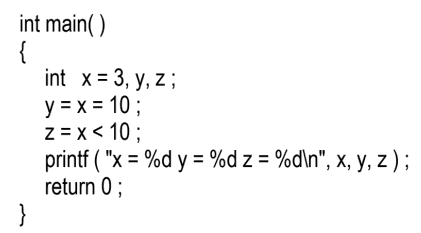 int main( )
{
int x = 3, y, z ;
y = x = 10 ;
z = x < 10 ;
printf ( "x = %d y = %d z = %d\n", x, y, z ) ;
return 0 ;
}